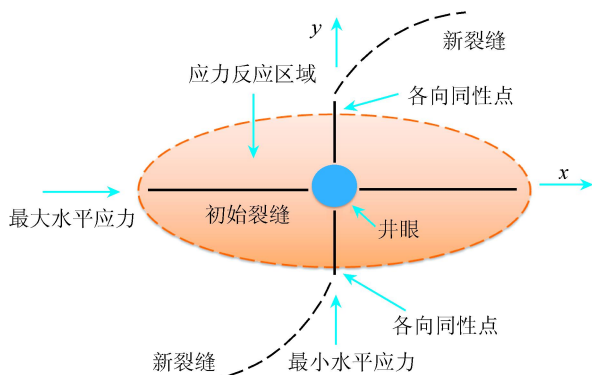 y
新裂缝
应力反应区域
各向同性点
x
最大水平应力
初始裂缝
井眼
各向同性点
新裂缝
最小水平应力